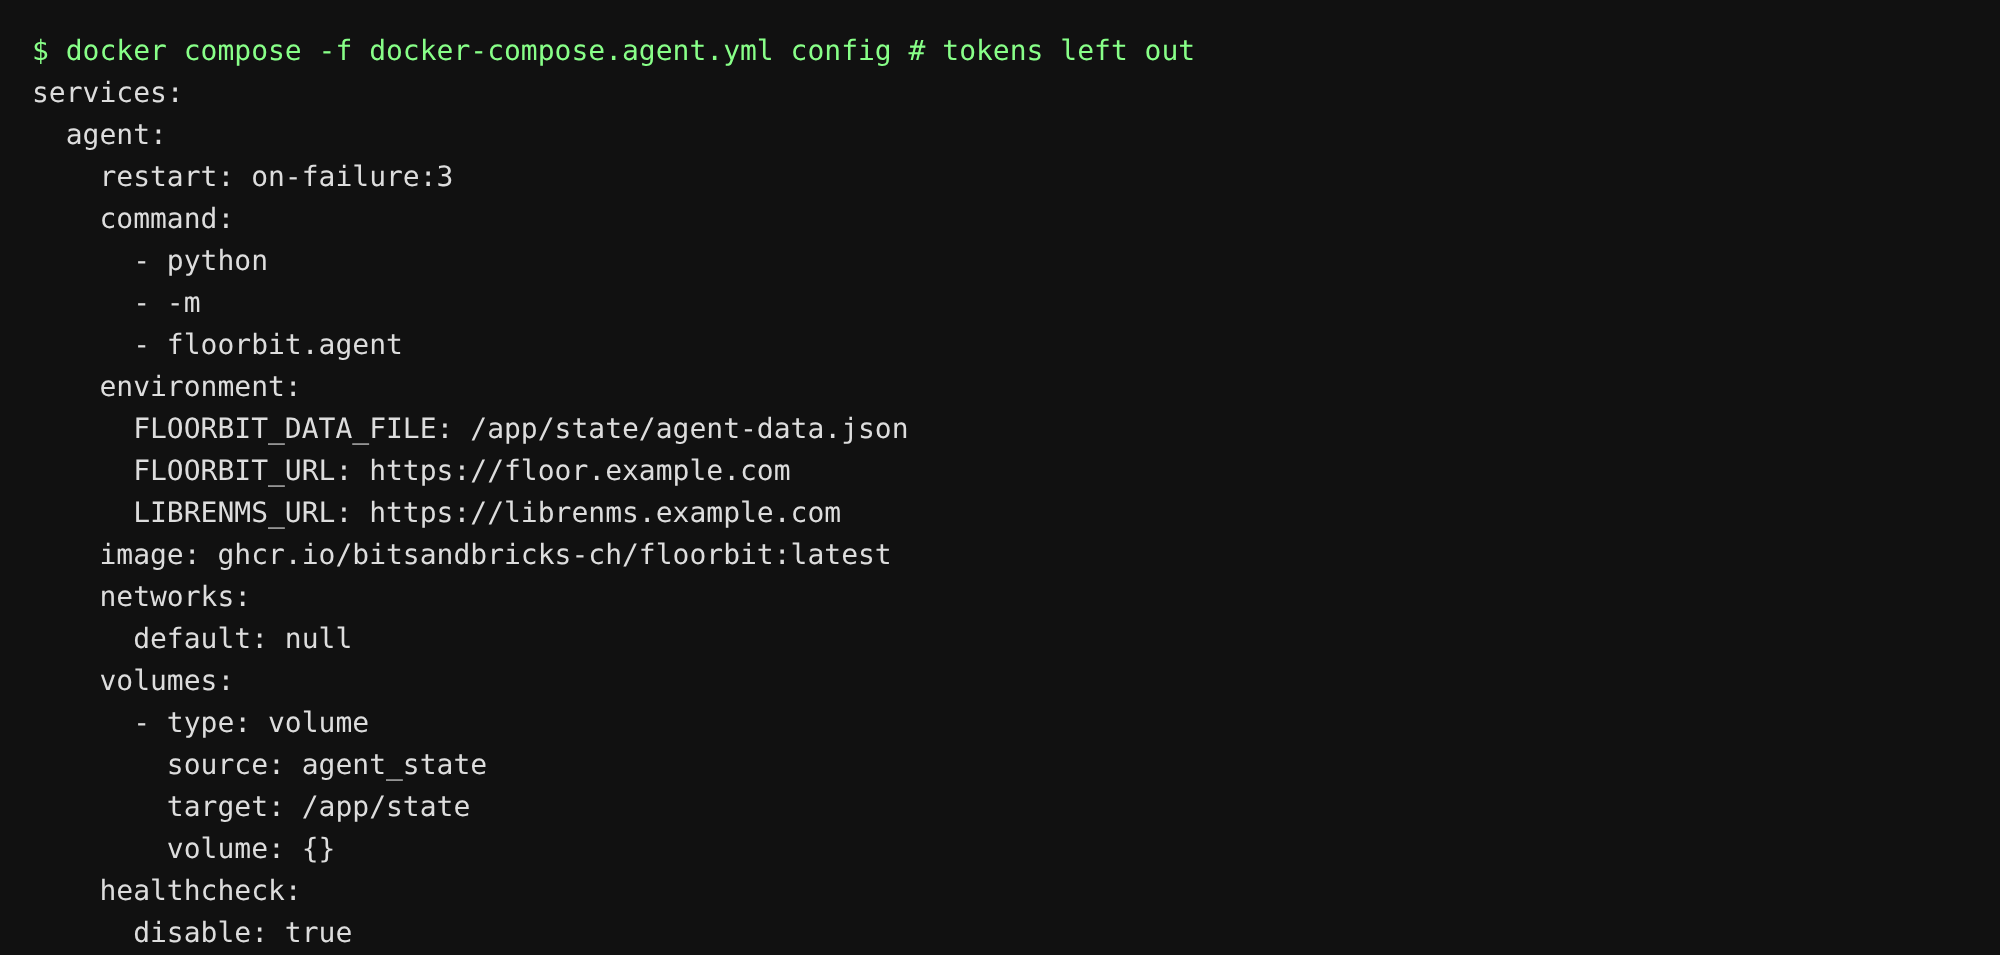 $ docker compose -f docker-compose.agent.yml config # tokens left out
services:
  agent:
    restart: on-failure:3
    command:
      - python
      - -m
      - floorbit.agent
    environment:
      FLOORBIT_DATA_FILE: /app/state/agent-data.json
      FLOORBIT_URL: https://floor.example.com
      LIBRENMS_URL: https://librenms.example.com
    image: ghcr.io/bitsandbricks-ch/floorbit:latest
    networks:
      default: null
    volumes:
      - type: volume
        source: agent_state
        target: /app/state
        volume: {}
    healthcheck:
      disable: true